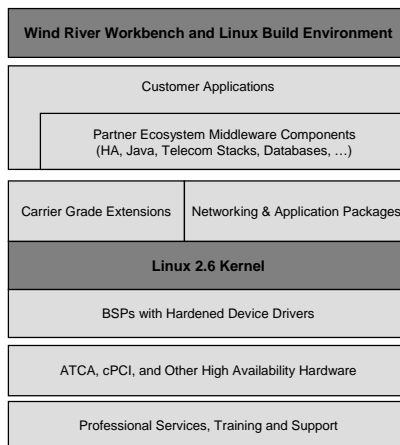 Wind River Workbench and Linux Build Environment
Customer Applications
Partner Ecosystem Middleware Components
(HA, Java, Telecom Stacks, Databases, …)
Carrier Grade Extensions
Networking & Application Packages
Linux 2.6 Kernel
BSPs with Hardened Device Drivers
ATCA, cPCI, and Other High Availability Hardware
Professional Services, Training and Support